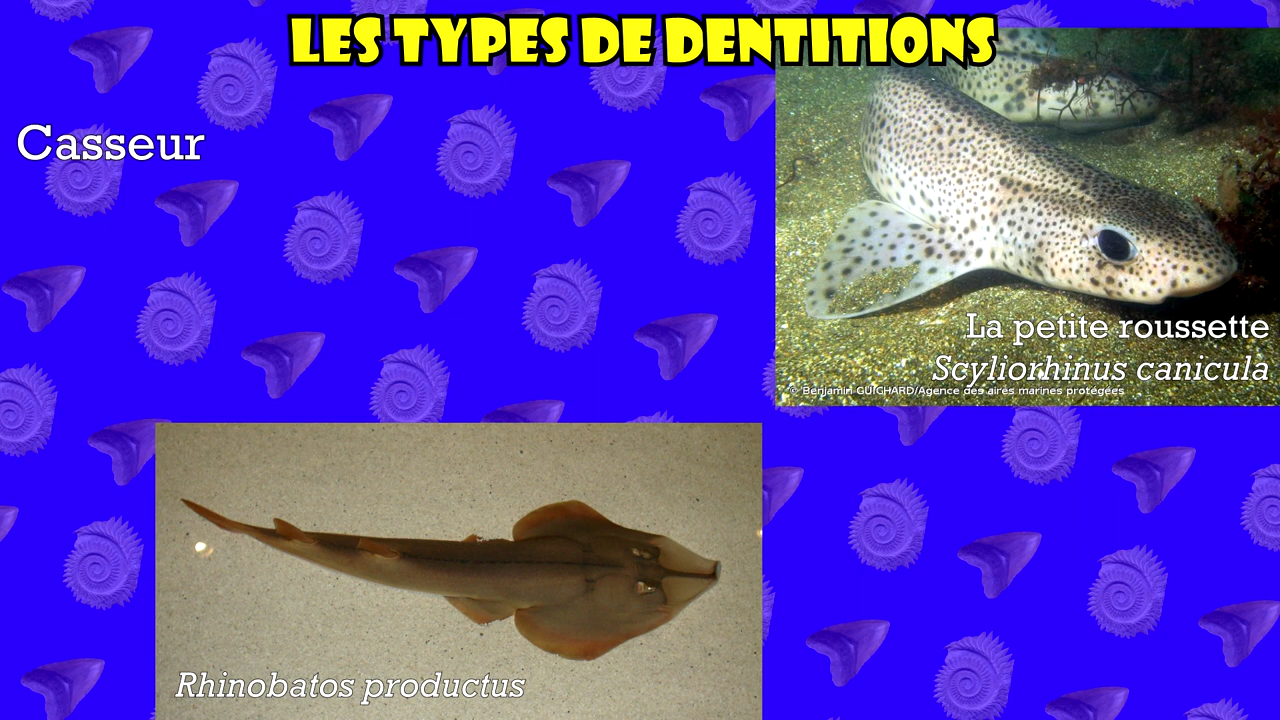 LES TYPES DE DENTITIONS
Casseur
La petite roussette
Scyliorhinus canicula
© Benjamin GUICHARD/Agence des aires marines protégées
Rhinobatos productus